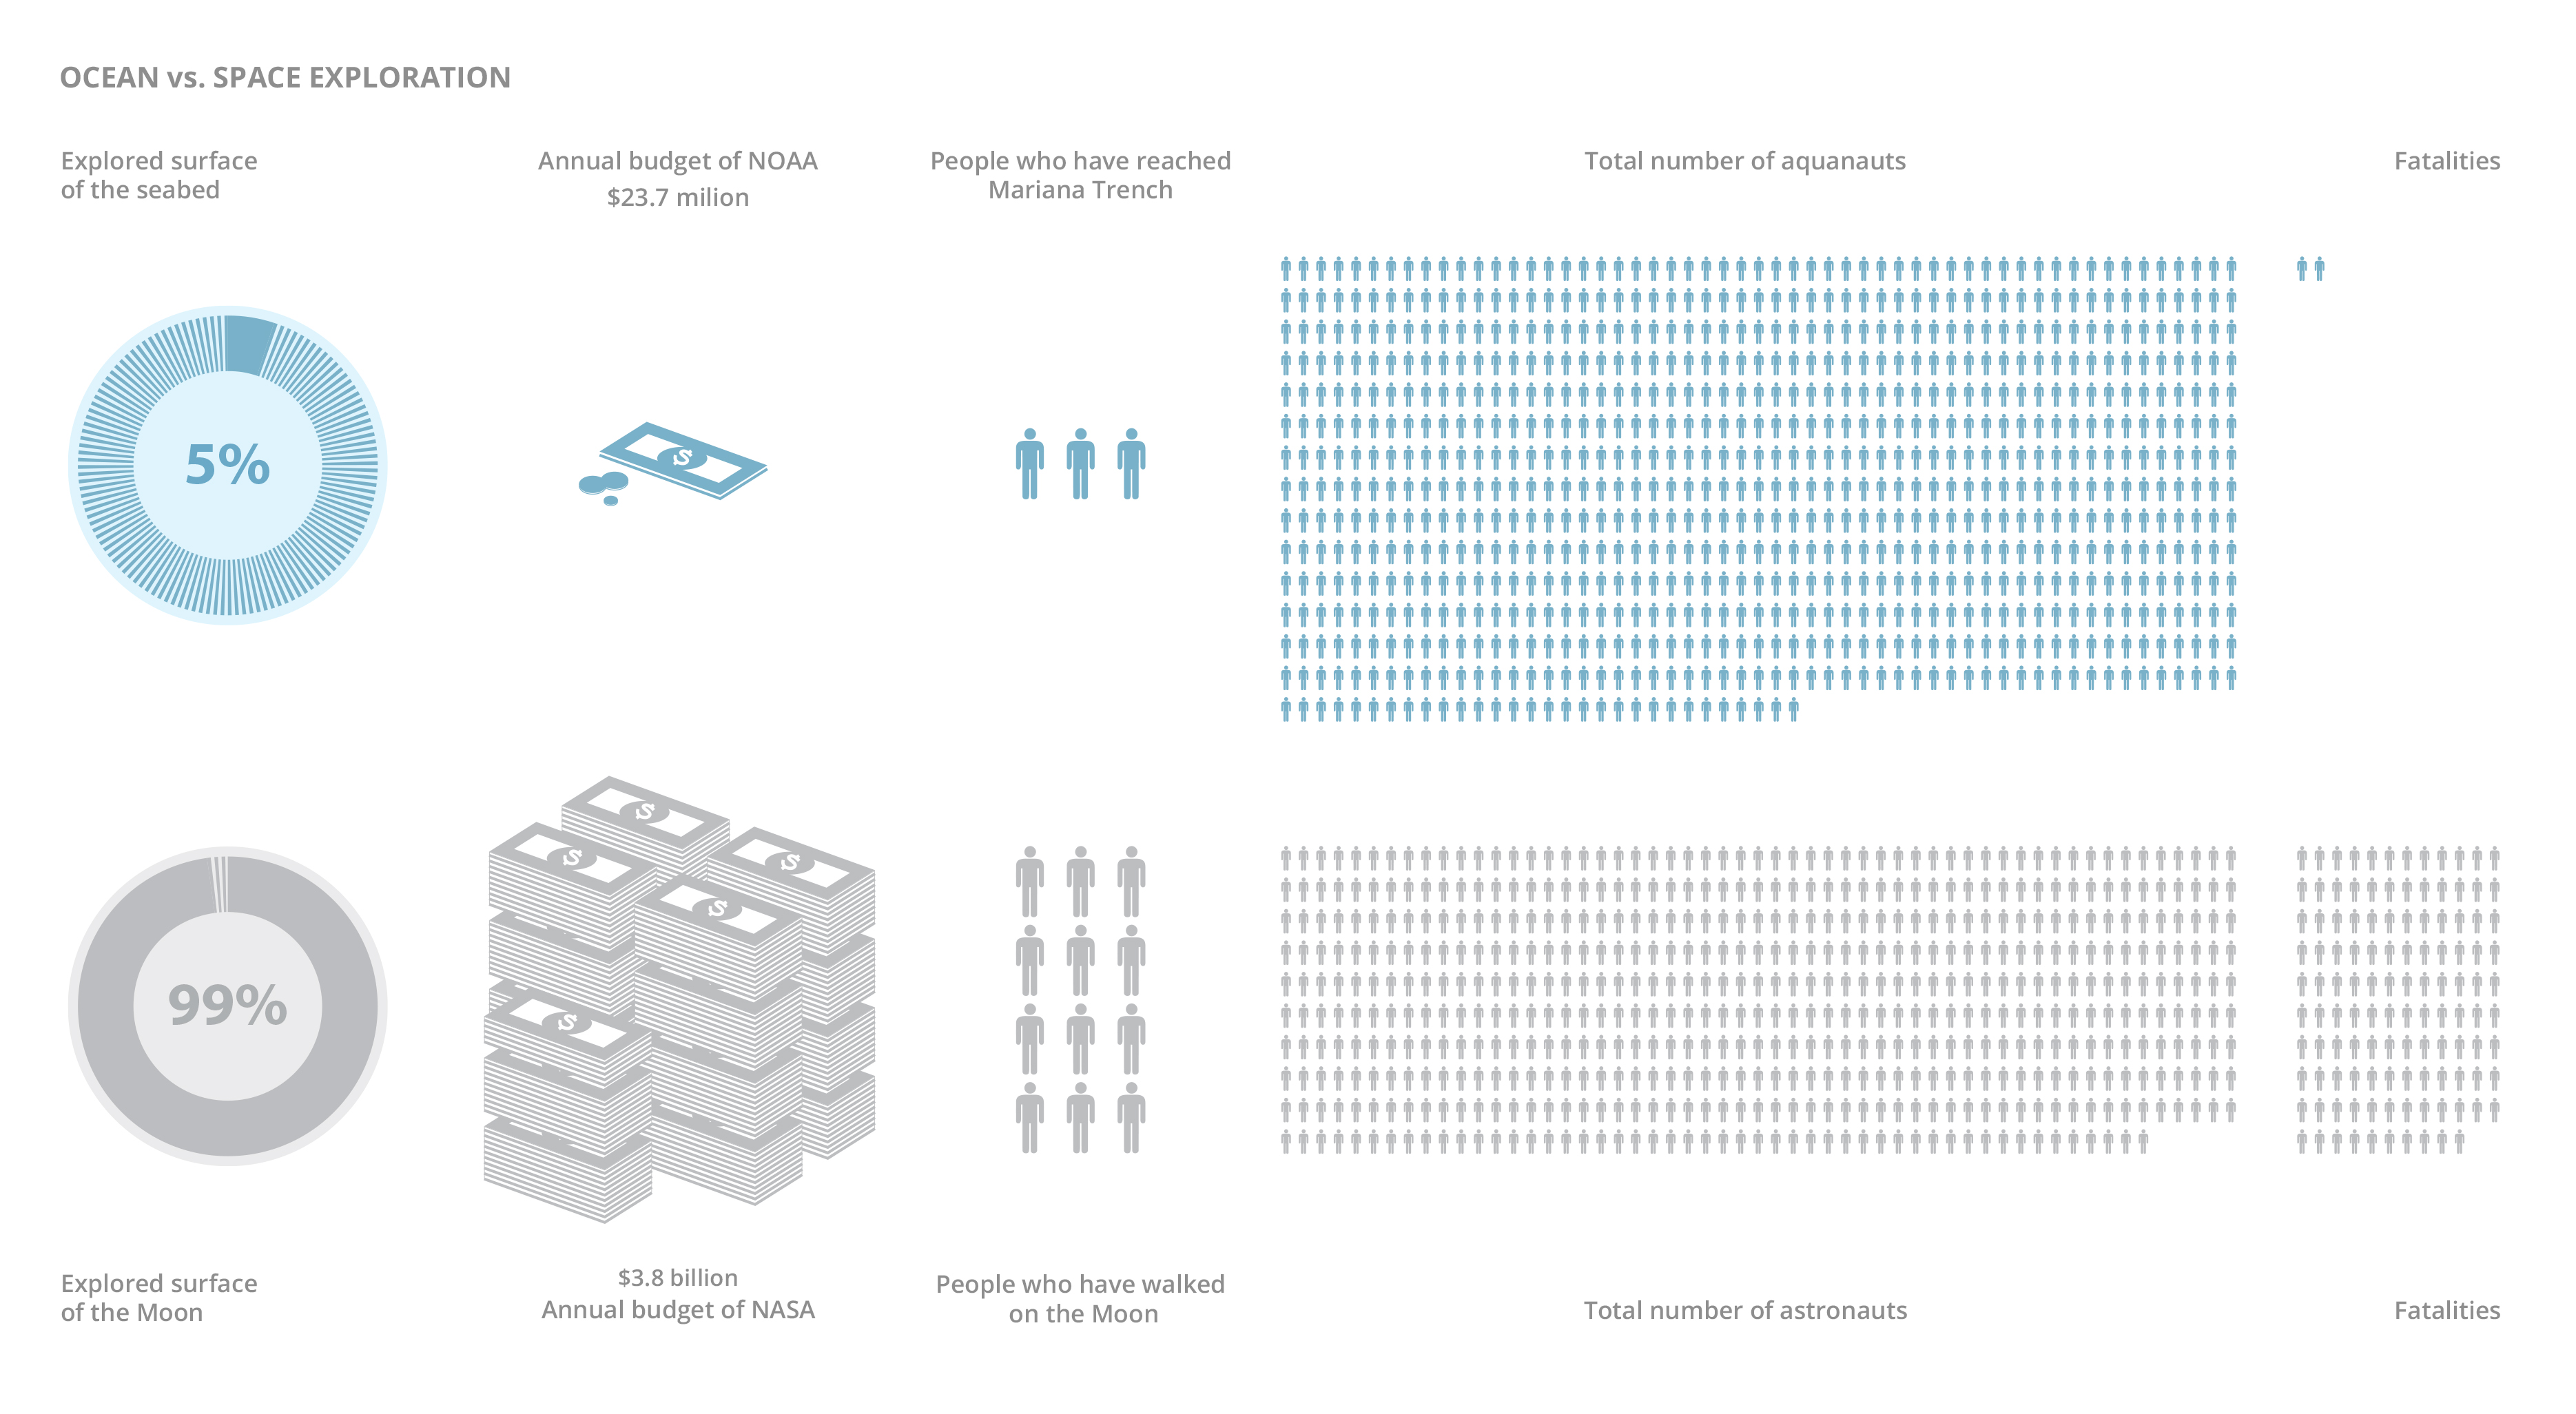 OCEAN vs. SPACE EXPLORATION
Explored surface
of the seabed
Annual budget of NOAA
$23.7 milion
People who have reached
Mariana Trench
Total number of aquanauts
Fatalities
5%
$
99%
$
$
$
$
$
Explored surface
of the Moon
$3.8 billion
Annual budget of NASA
People who have walked
on the Moon
Total number of astronauts
Fatalities